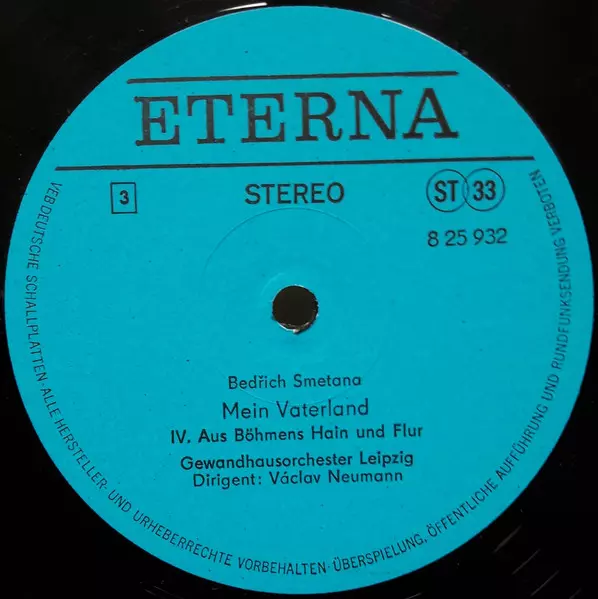 ETERNA
3 STEREO ST 33
8 25 932
Bedřich Smetana
Mein Vaterland
IV. Aus Böhmens Hain und Flur
Gewandhausorchester Leipzig
Dirigent: Václav Neumann
VEB DEUTSCHE SCHALLPLATTEN · ALLE HERSTELLER- UND URHEBERRECHTE VORBEHALTEN · ÜBERSPIELUNG, ÖFFENTLICHE AUFFÜHRUNG UND RUNDFUNKSENDUNG VERBOTEN